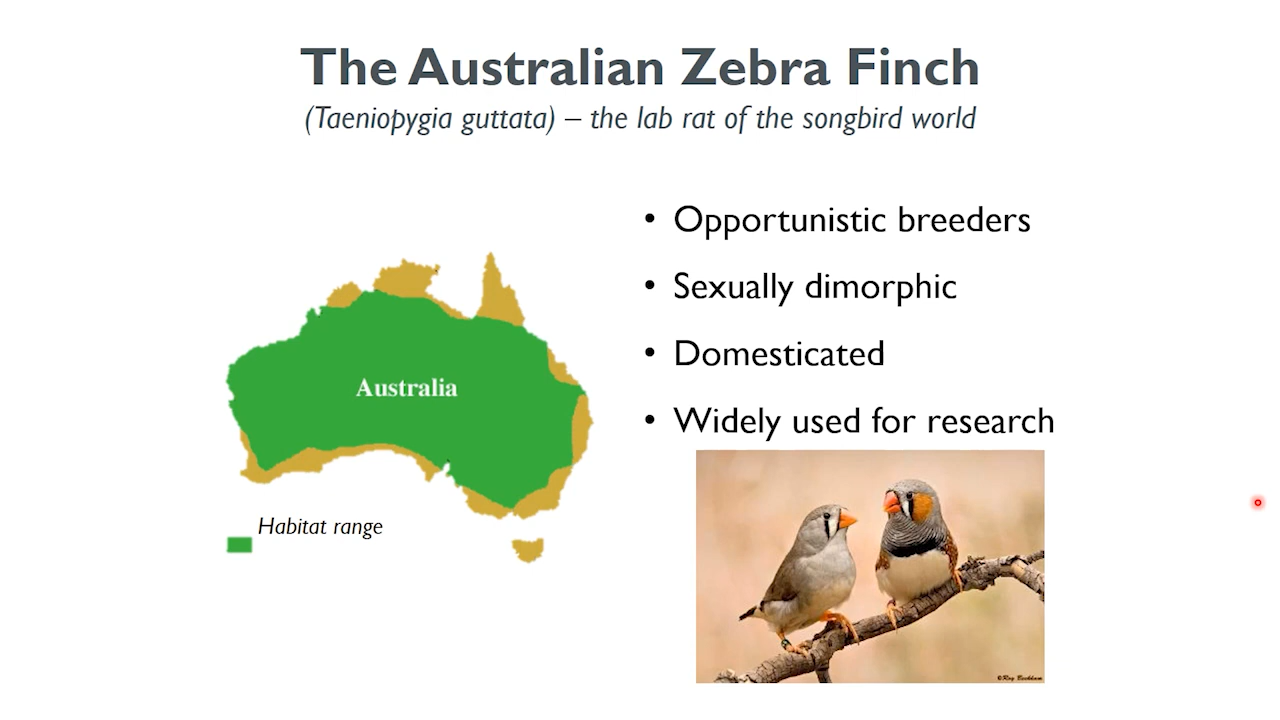 The Australian Zebra Finch
(Taeniopygia guttata) – the lab rat of the songbird world
• Opportunistic breeders
• Sexually dimorphic
• Domesticated
• Widely used for research
Australia
Habitat range